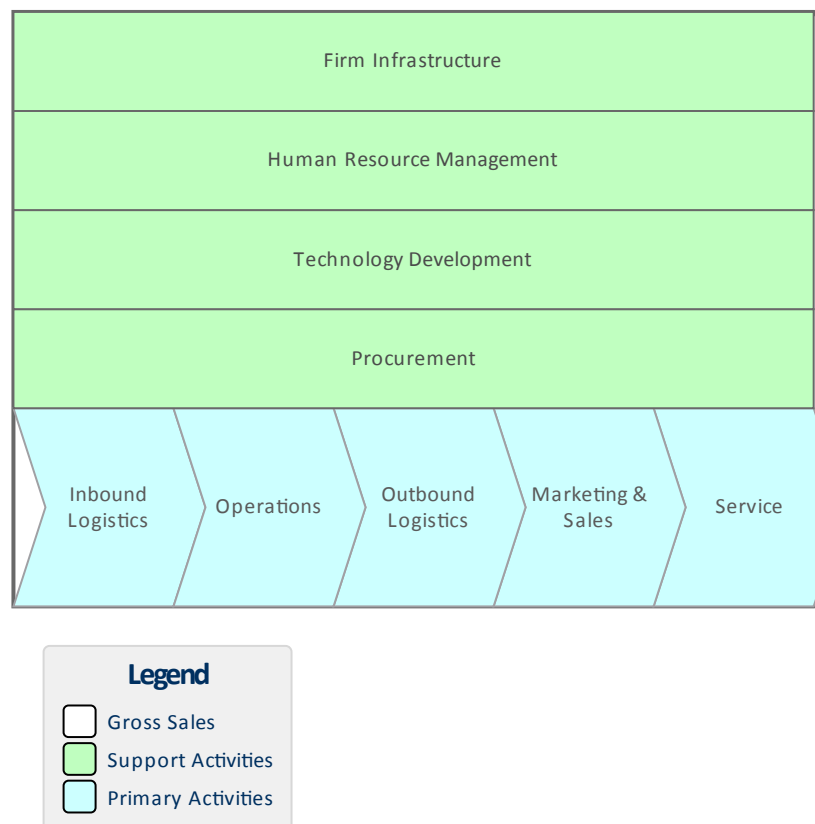 Firm Infrastructure
Human Resource Management
Technology Development
Procurement
Inbound
Logistics
Operations
Outbound
Logistics
Marketing &
Sales
Service
Legend
Gross Sales
Support Activities
Primary Activities